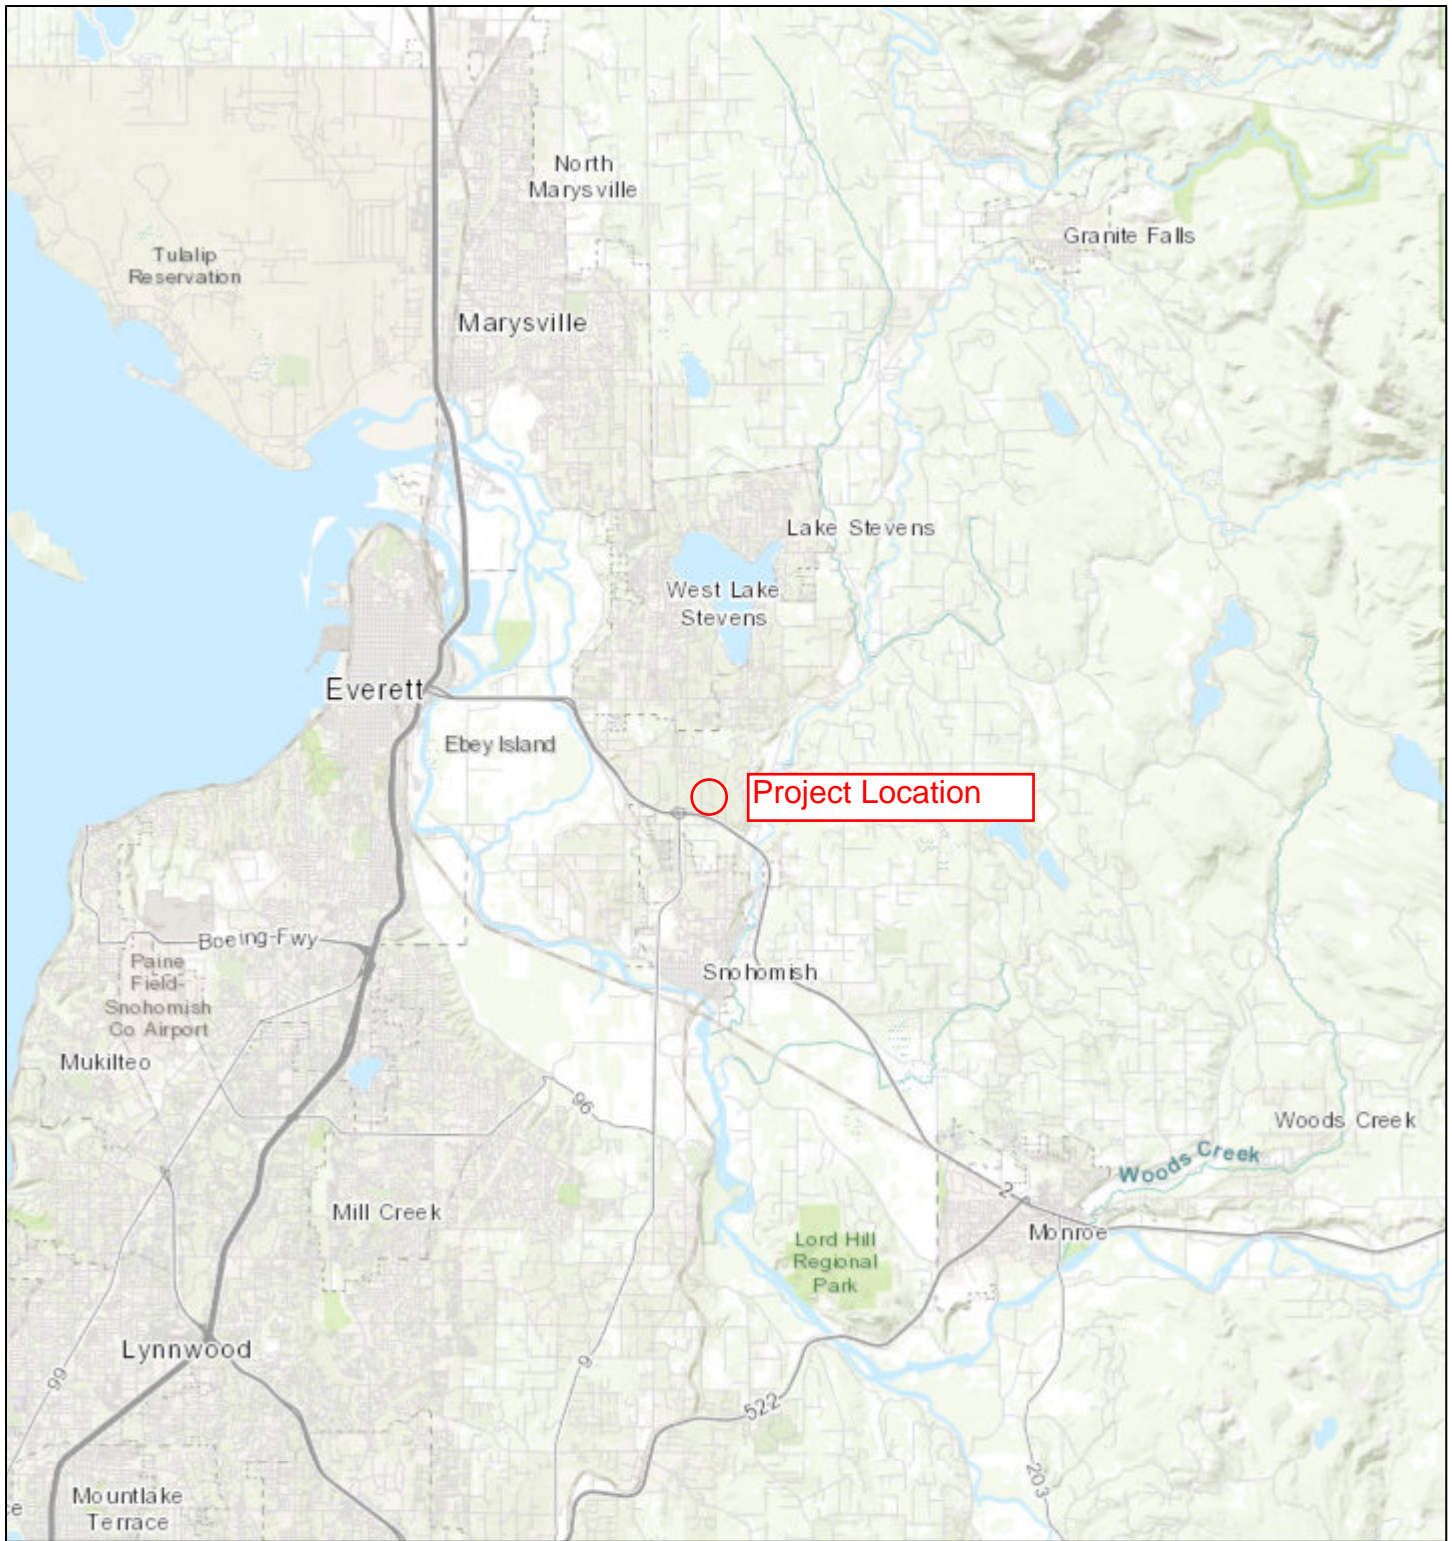 North
Marysville
Granite Falls
Tulalip
Reservation
Marysville
Lake Stevens
West Lake
Stevens
Everett
Ebey Island
Project Location
Boeing-Fwy
Paine
Field-
Snohomish
Co Airport
Snohomish
Mukilteo
96
Woods Creek
Woods Creek
2
Mill Creek
Monroe
Lord Hill
Regional
Park
Lynnwood
9
99
522
203
Mountlake
Terrace
e